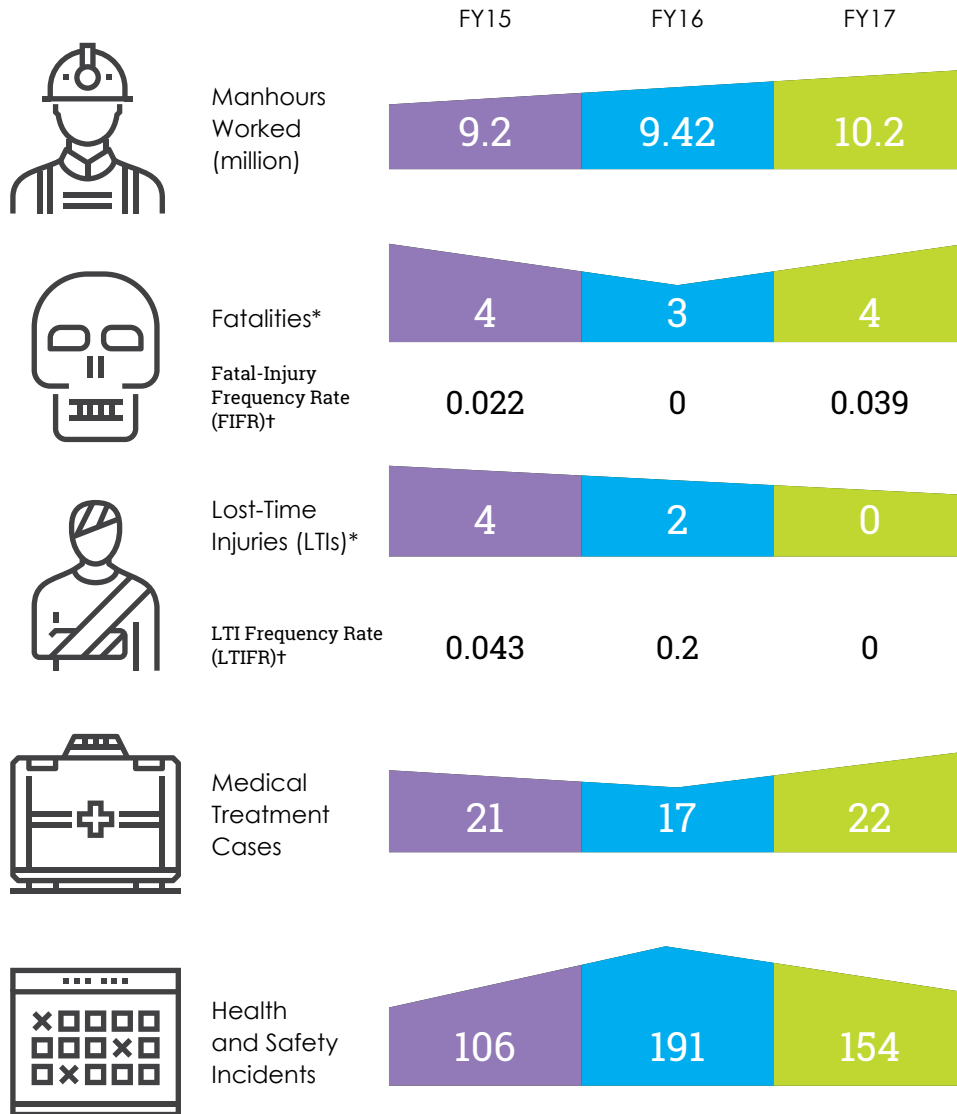 FY15 FY16 FY17
Manhours
Worked
(million)
9.2 9.42 10.2
Fatalities*
4 3 4
Fatal-Injury
Frequency Rate
(FIFR)†
0.022 0 0.039
Lost-Time
Injuries (LTIs)*
4 2 0
LTI Frequency Rate
(LTIFR)†
0.043 0.2 0
Medical
Treatment
Cases
21 17 22
Health
and Safety
Incidents
106 191 154